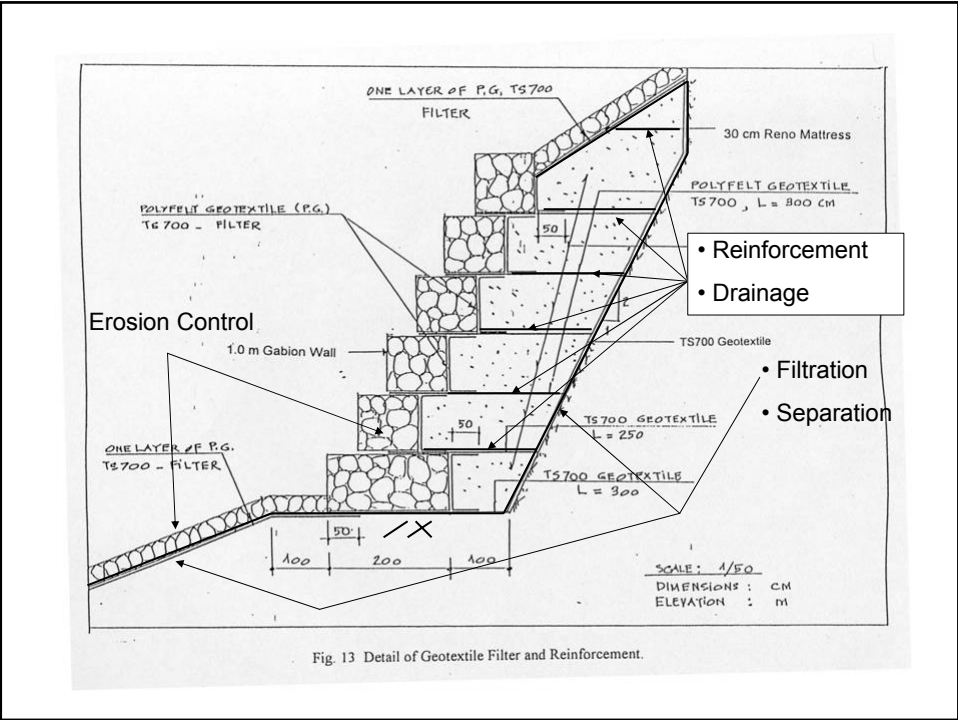 ONE LAYER OF P.G, TS700
FILTER
30 cm Reno Mattress
POLYFELT GEOTEXTILE
TS700, L = 300 CM
POLYFELT GEOTEXTILE (P.G.)
TS 700 - FILTER
50
• Reinforcement
• Drainage
Erosion Control
1.0 m Gabion Wall
TS700 Geotextile
• Filtration
• Separation
50
TS700 GEOTEXTILE
L = 250
ONE LAYER OF P.G.
TS700 - FILTER
TS700 GEOTEXTILE
L = 300
50
100
200
100
SCALE: 1/50
DIMENSIONS : CM
ELEVATION : m
Fig. 13 Detail of Geotextile Filter and Reinforcement.